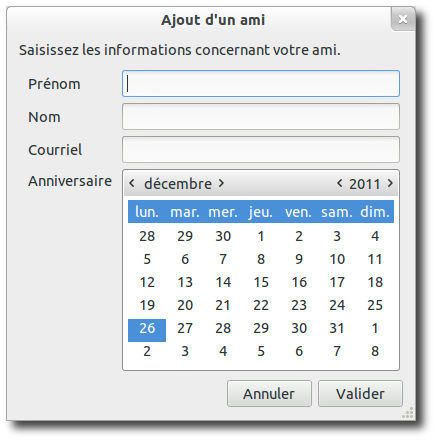 Ajout d'un ami
Saisissez les informations concernant votre ami.
Prénom
Nom
Courriel
Anniversaire
< décembre > < 2011 >
lun. mar. mer. jeu. ven. sam. dim.
28 29 30 1 2 3 4
5 6 7 8 9 10 11
12 13 14 15 16 17 18
19 20 21 22 23 24 25
26 27 28 29 30 31 1
2 3 4 5 6 7 8
Annuler Valider